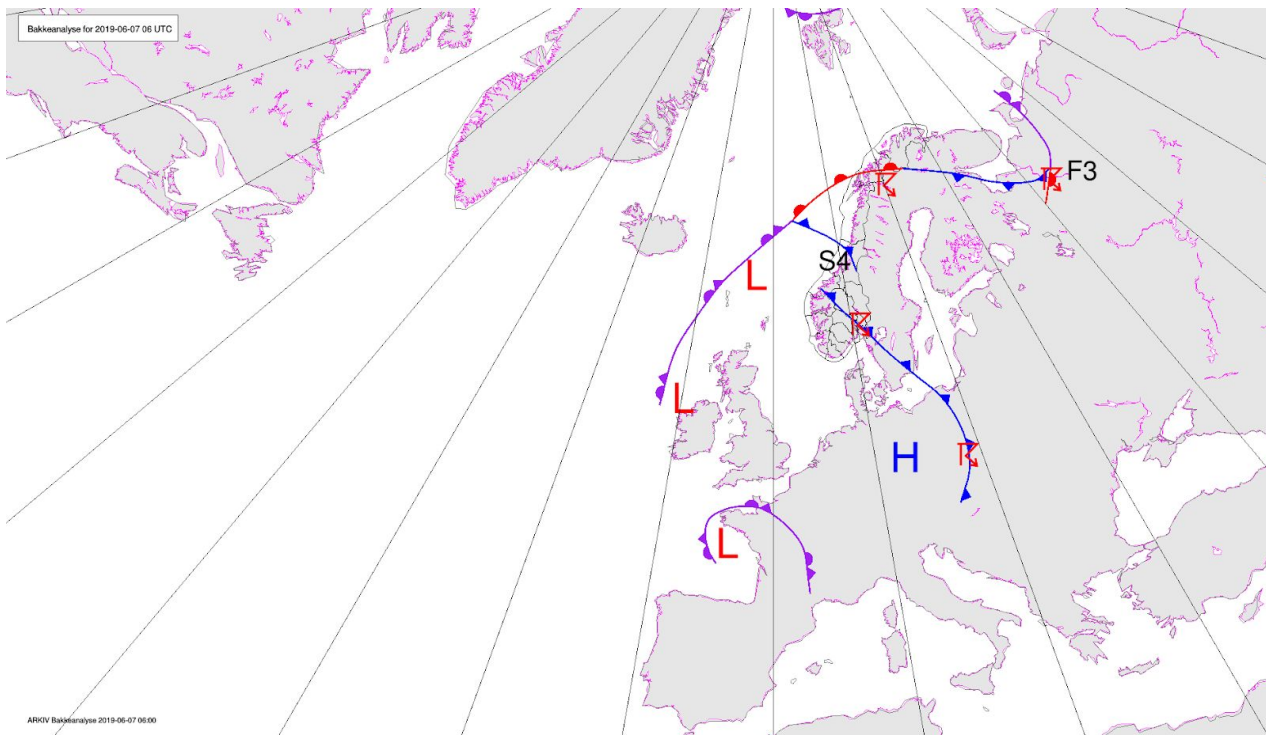 Bakkeanalyse for 2019-06-07 06 UTC
F3
S4
L
L
H
L
ARKIV Bakkeanalyse 2019-06-07 06:00